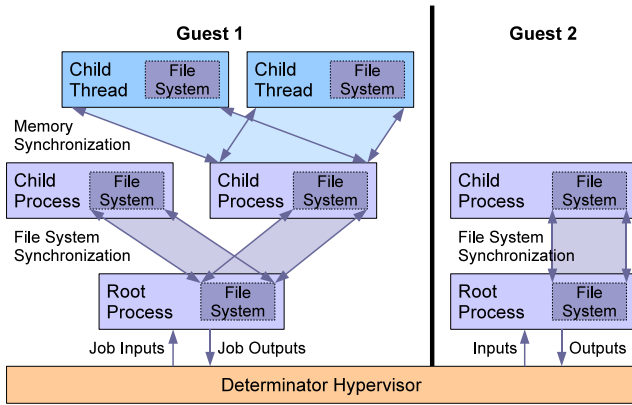 Guest 1
Guest 2
Child
Thread
File
System
Child
Thread
File
System
Memory
Synchronization
Child
Process
File
System
Child
Process
File
System
Child
Process
File
System
File System
Synchronization
File System
Synchronization
Root
Process
File
System
Root
Process
File
System
Job Inputs
Job Outputs
Inputs
Outputs
Determinator Hypervisor